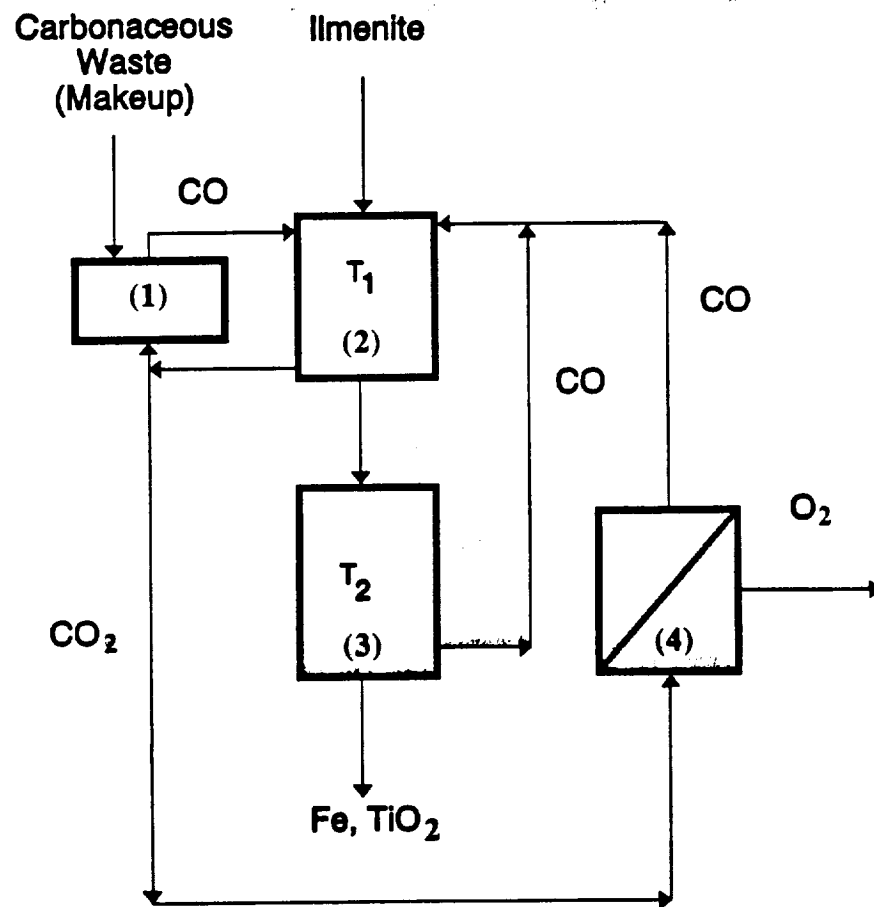 Carbonaceous
Waste
(Makeup)
Ilmenite
CO
(1)
T1
(2)
CO
CO
T2
(3)
O2
(4)
CO2
Fe, TiO2